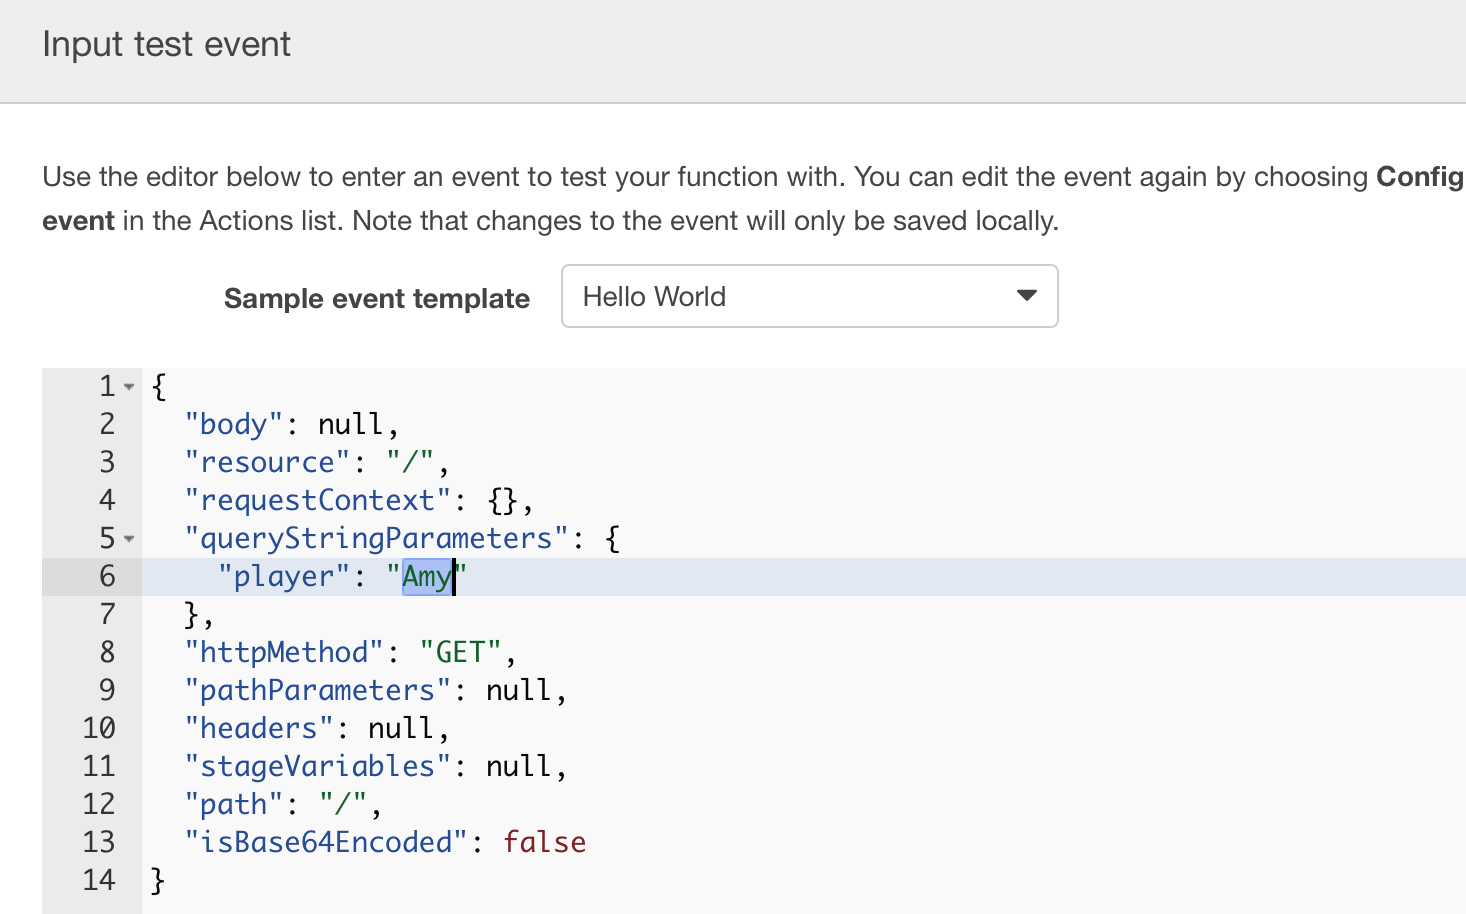 Input test event
Use the editor below to enter an event to test your function with. You can edit the event again by choosing Config
event in the Actions list. Note that changes to the event will only be saved locally.
Sample event template Hello World
1 {
2 "body": null,
3 "resource": "/",
4 "requestContext": {},
5 "queryStringParameters": {
6 "player": "Amy"
7 },
8 "httpMethod": "GET",
9 "pathParameters": null,
10 "headers": null,
11 "stageVariables": null,
12 "path": "/",
13 "isBase64Encoded": false
14 }